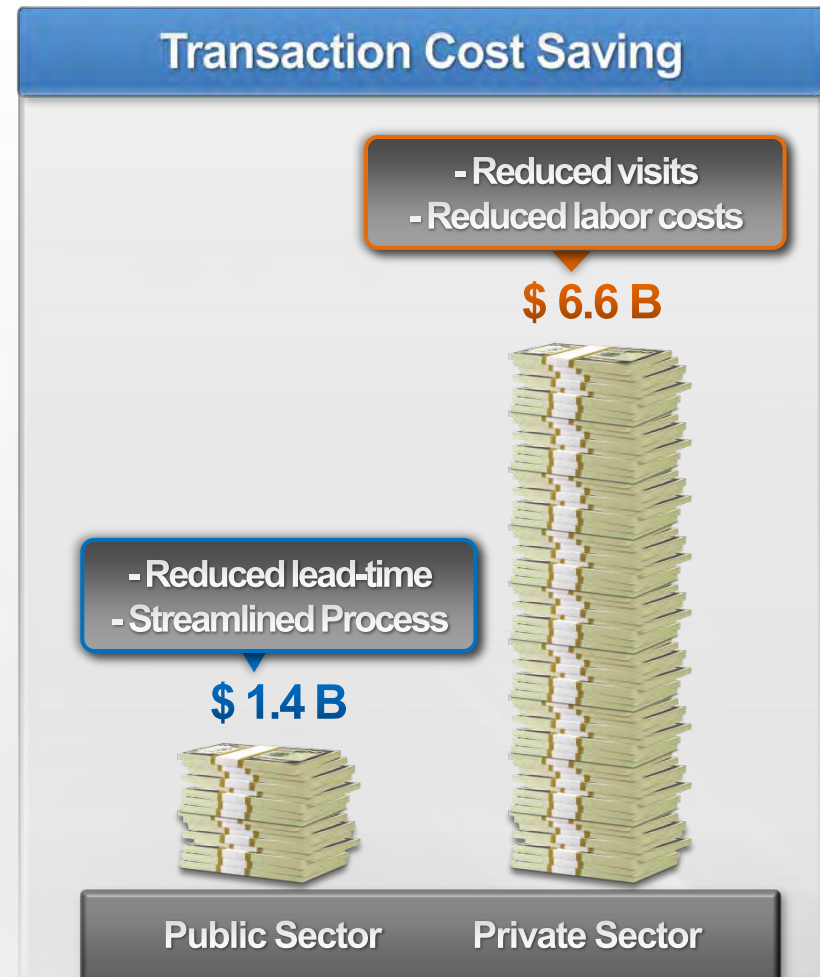 Transaction Cost Saving
- Reduced visits
- Reduced labor costs
$ 6.6 B
- Reduced lead-time
- Streamlined Process
$ 1.4 B
Public Sector
Private Sector